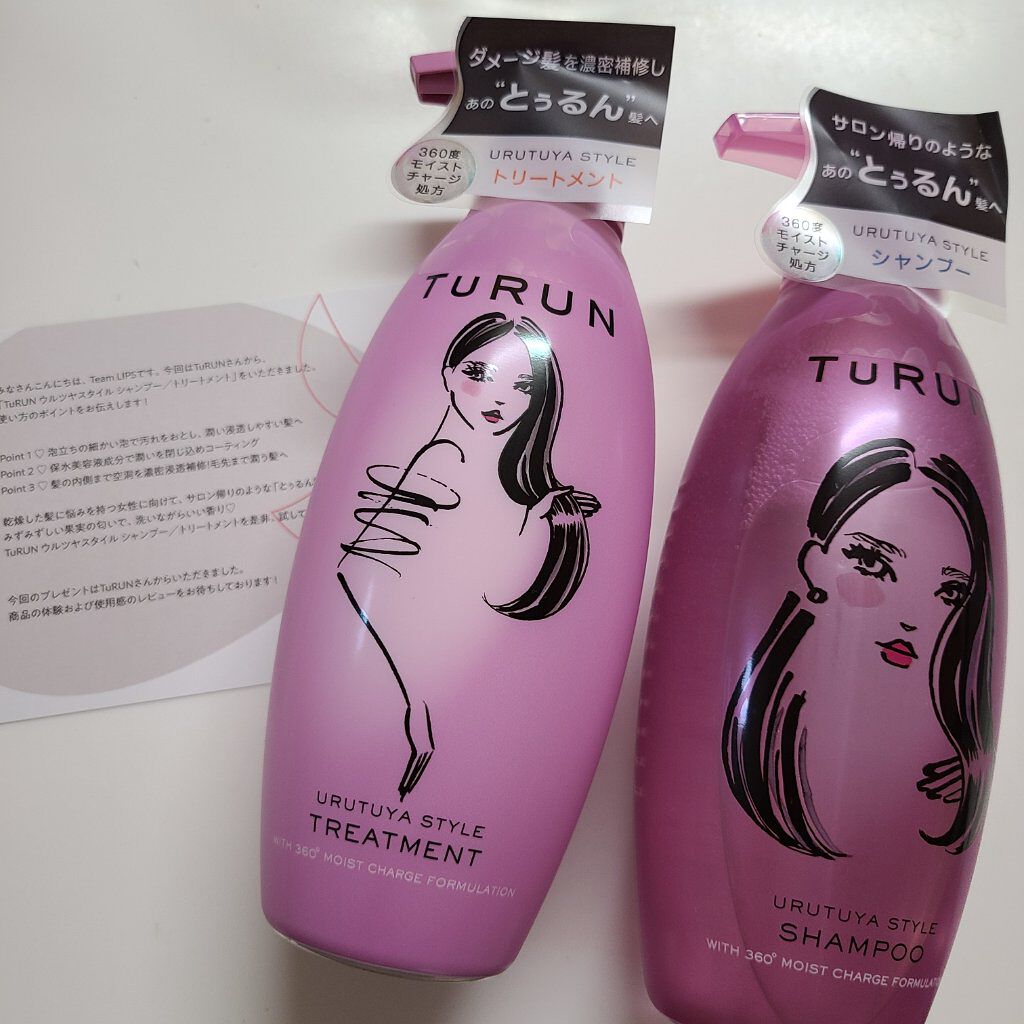 ダメージ髪を濃密補修し
あの“とぅるん”髪へ
360度
モイスト
チャージ
処方
URUTUYA STYLE
トリートメント
TURUN
URUTUYA STYLE
TREATMENT
WITH 360° MOIST CHARGE FORMULATION
サロン帰りのような
あの“とぅるん”髪へ
360度
モイスト
チャージ
処方
URUTUYA STYLE
シャンプー
TURUN
URUTUYA STYLE
SHAMPOO
WITH 360° MOIST CHARGE
みなさんこんにちは、Team LIPSです。今回はTuRUNさんから、
「TuRUN ウルツヤスタイル シャンプー／トリートメント」をいただきました。
使い方のポイントをお伝えします！
Point 1 ♡ 泡立ちの細かい泡で汚れをおとし、潤い浸透しやすい髪へ
Point 2 ♡ 保水美容液成分で潤いを閉じ込めコーティング
Point 3 ♡ 髪の内側まで空洞を濃密浸透補修!毛先まで潤う髪へ
乾燥した髪に悩みを持つ女性に向けて、サロン帰りのような「とぅるん
みずみずしい果実の匂いで、洗いながらいい香り♡
TuRUN ウルツヤスタイル シャンプー／トリートメントを是非、試して
今回のプレゼントはTuRUNさんからいただきました。
商品の体験および使用感のレビューをお待ちしております！